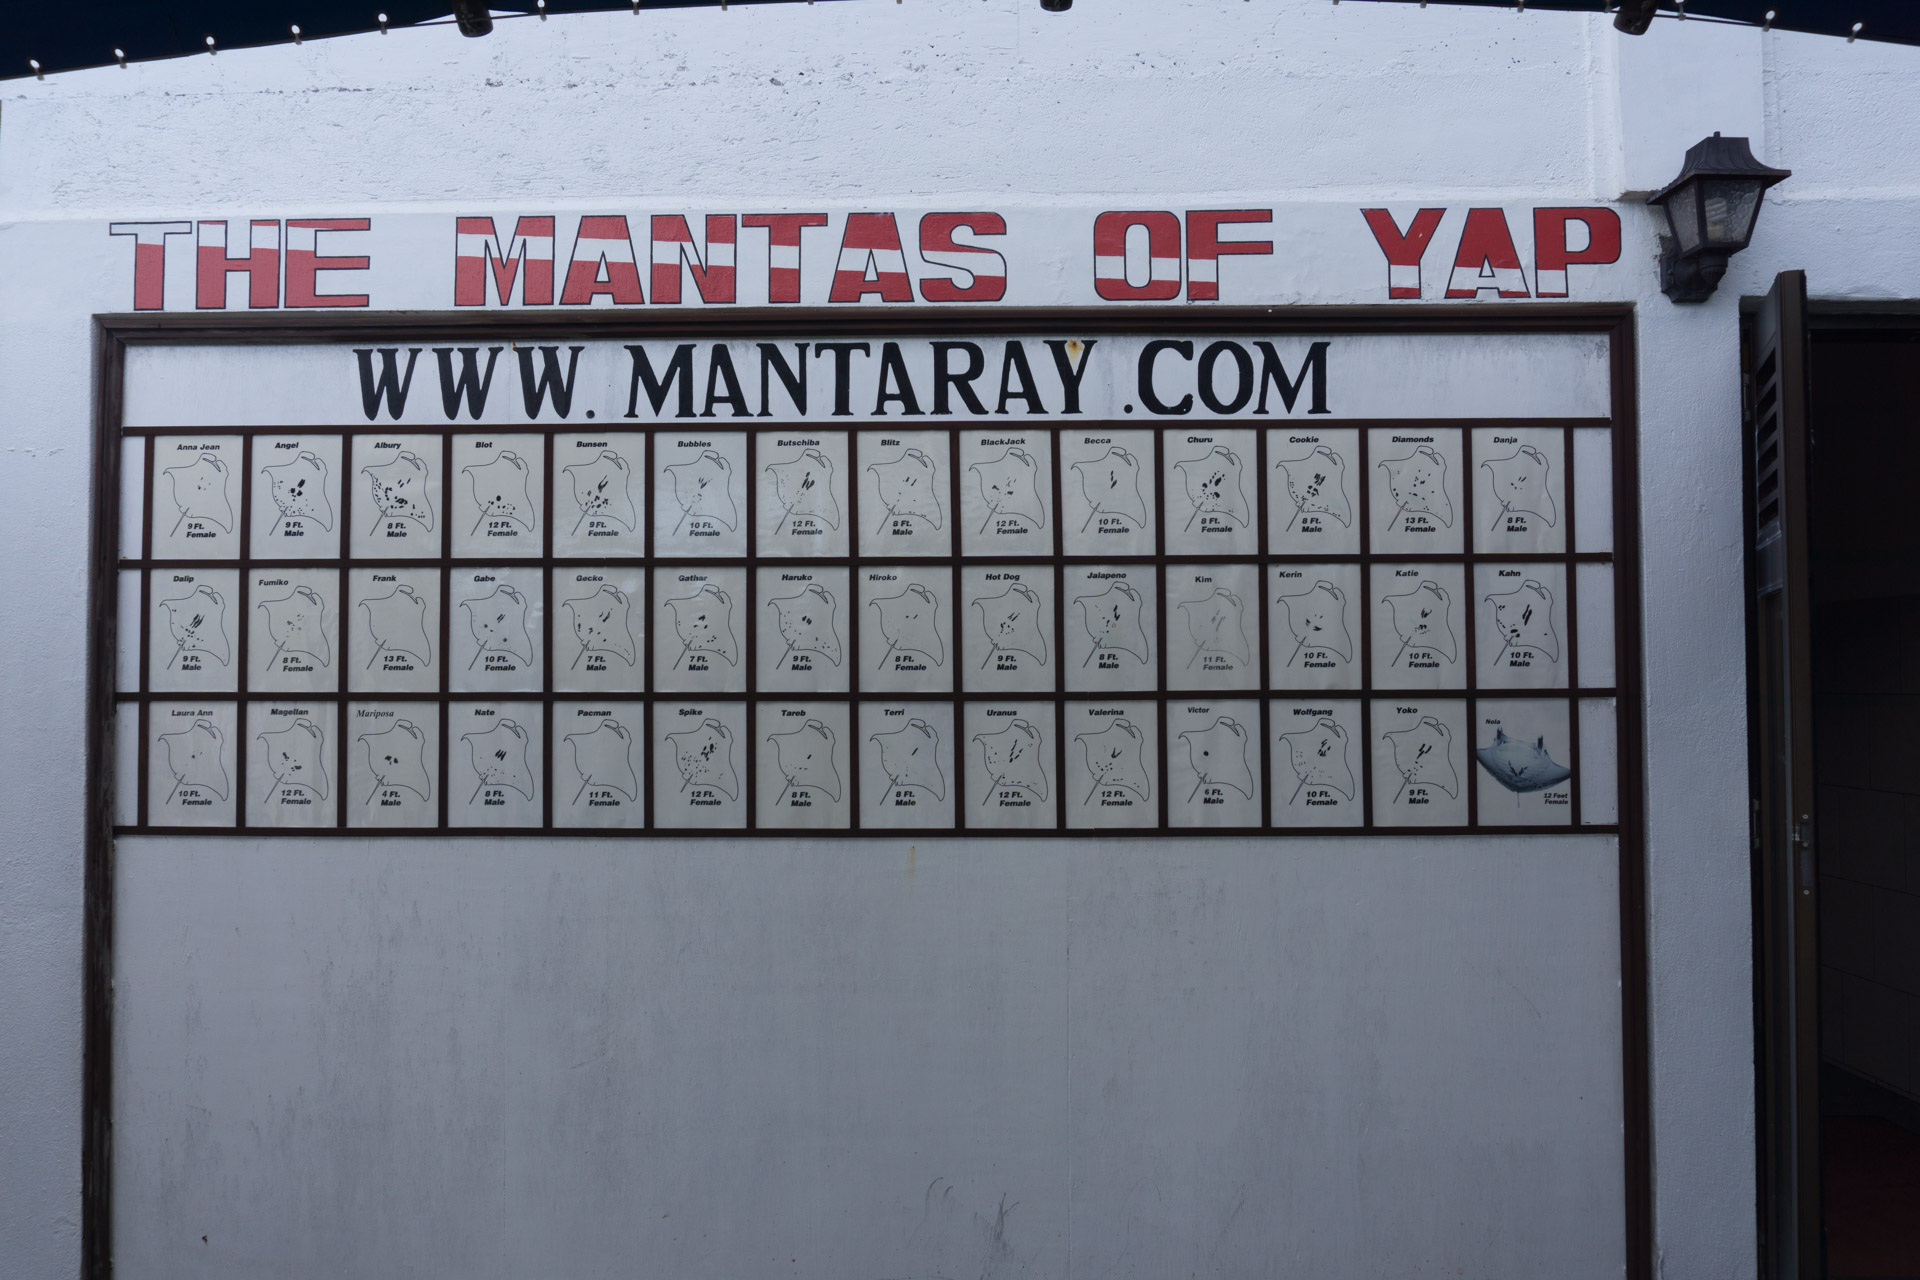 THE MANTAS OF YAP
WWW.MANTARAY.COM
Anna Jean
9 Ft.
Female
Angel
9 Ft.
Male
Albury
8 Ft.
Male
Biot
12 Ft.
Female
Bunsen
9 Ft.
Female
Bubbles
10 Ft.
Female
Butschiba
12 Ft.
Female
Blitz
8 Ft.
Male
BlackJack
12 Ft.
Female
Becca
10 Ft.
Female
Churu
8 Ft.
Female
Cookie
8 Ft.
Male
Diamonds
13 Ft.
Female
Danja
8 Ft.
Male
Dalip
9 Ft.
Male
Fumiko
8 Ft.
Female
Frank
13 Ft.
Female
Gabe
10 Ft.
Female
Gecko
7 Ft.
Male
Gathar
7 Ft.
Male
Haruko
9 Ft.
Male
Hiroko
8 Ft.
Female
Hot Dog
9 Ft.
Male
Jalapeno
8 Ft.
Male
Kim
11 Ft.
Female
Kerin
10 Ft.
Female
Katie
10 Ft.
Female
Kahn
10 Ft.
Male
Laura Ann
10 Ft.
Female
Magellan
12 Ft.
Female
Mariposa
4 Ft.
Male
Nate
8 Ft.
Male
Pacman
11 Ft.
Female
Spike
12 Ft.
Female
Tareb
8 Ft.
Male
Terri
8 Ft.
Male
Uranus
12 Ft.
Female
Valerina
12 Ft.
Female
Victor
6 Ft.
Male
Wolfgang
10 Ft.
Female
Yoko
9 Ft.
Male
Nola
12 Feet
Female